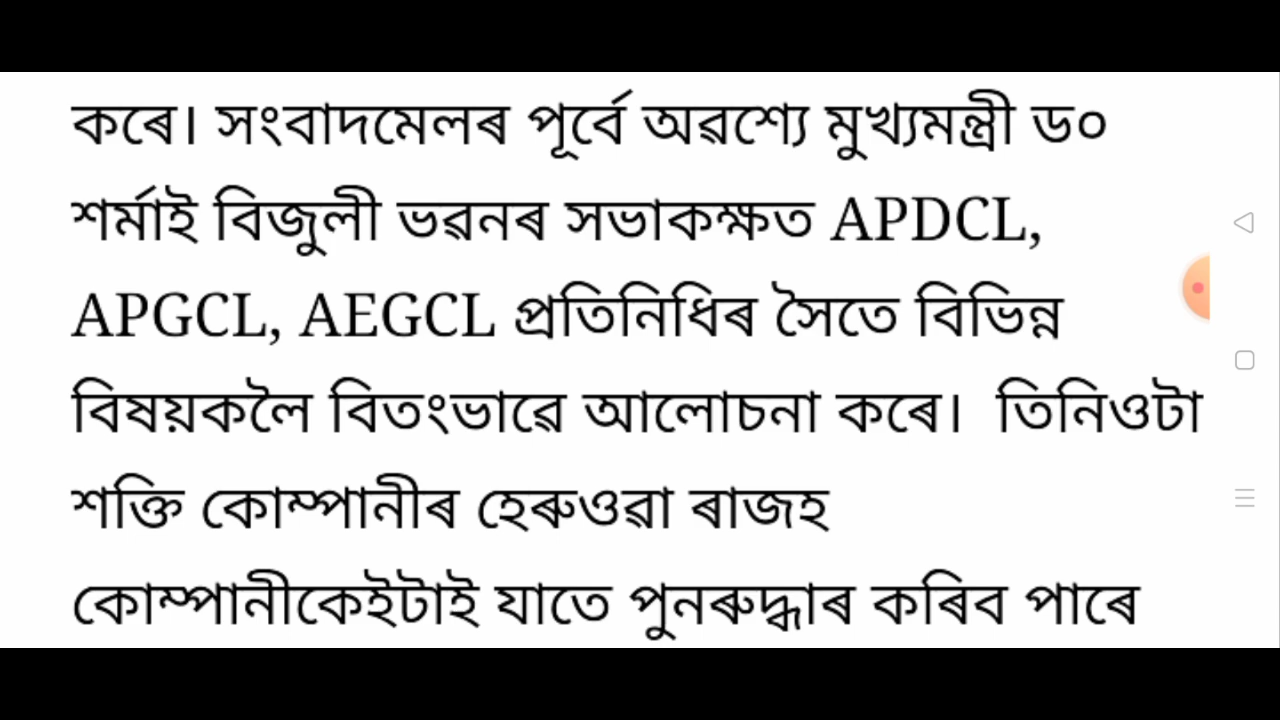 কৰে। সংবাদমেলৰ পূৰ্বে অৱশ্যে মুখ্যমন্ত্ৰী ড০
শৰ্মাই বিজুলী ভৱনৰ সভাকক্ষত APDCL,
APGCL, AEGCL প্ৰতিনিধিৰ সৈতে বিভিন্ন
বিষয়কলৈ বিতংভাৱে আলোচনা কৰে। তিনিওটা
শক্তি কোম্পানীৰ হেৰুওৱা ৰাজহ
কোম্পানীকেইটাই যাতে পুনৰুদ্ধাৰ কৰিব পাৰে